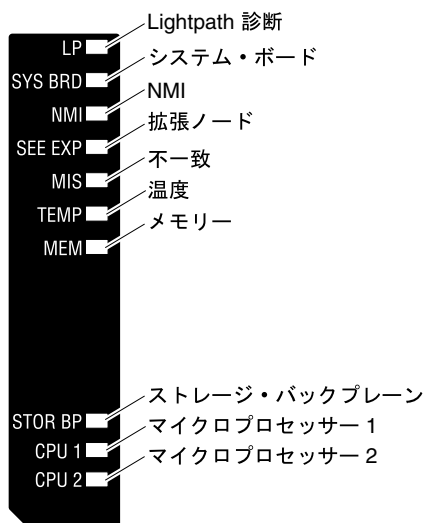 LP Lightpath 診断
SYS BRD システム・ボード
NMI NMI
SEE EXP 拡張ノード
MIS 不一致
TEMP 温度
MEM メモリー
STOR BP ストレージ・バックプレーン
CPU 1 マイクロプロセッサー 1
CPU 2 マイクロプロセッサー 2